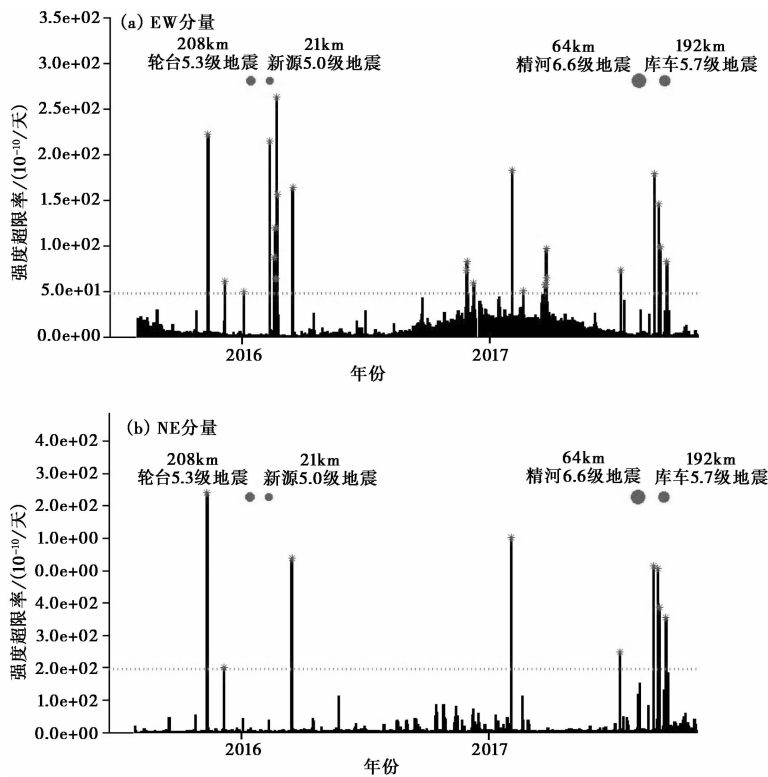 (a) EW分量
208km
轮台5.3级地震
21km
新源5.0级地震
64km
精河6.6级地震
192km
库车5.7级地震
强度超限率/(10⁻¹⁰/天)
3.5e+02
3.0e+02
2.5e+02
2.0e+02
1.5e+02
1.0e+02
5.0e+01
0.0e+00
2016
2017
年份
(b) NE分量
208km
轮台5.3级地震
21km
新源5.0级地震
64km
精河6.6级地震
192km
库车5.7级地震
强度超限率/(10⁻¹⁰/天)
4.0e+02
2.0e+02
0.0e+02
1.0e+02
0.0e+00
4.0e+02
3.0e+02
2.0e+02
1.0e+00
0.0e+00
2016
2017
年份